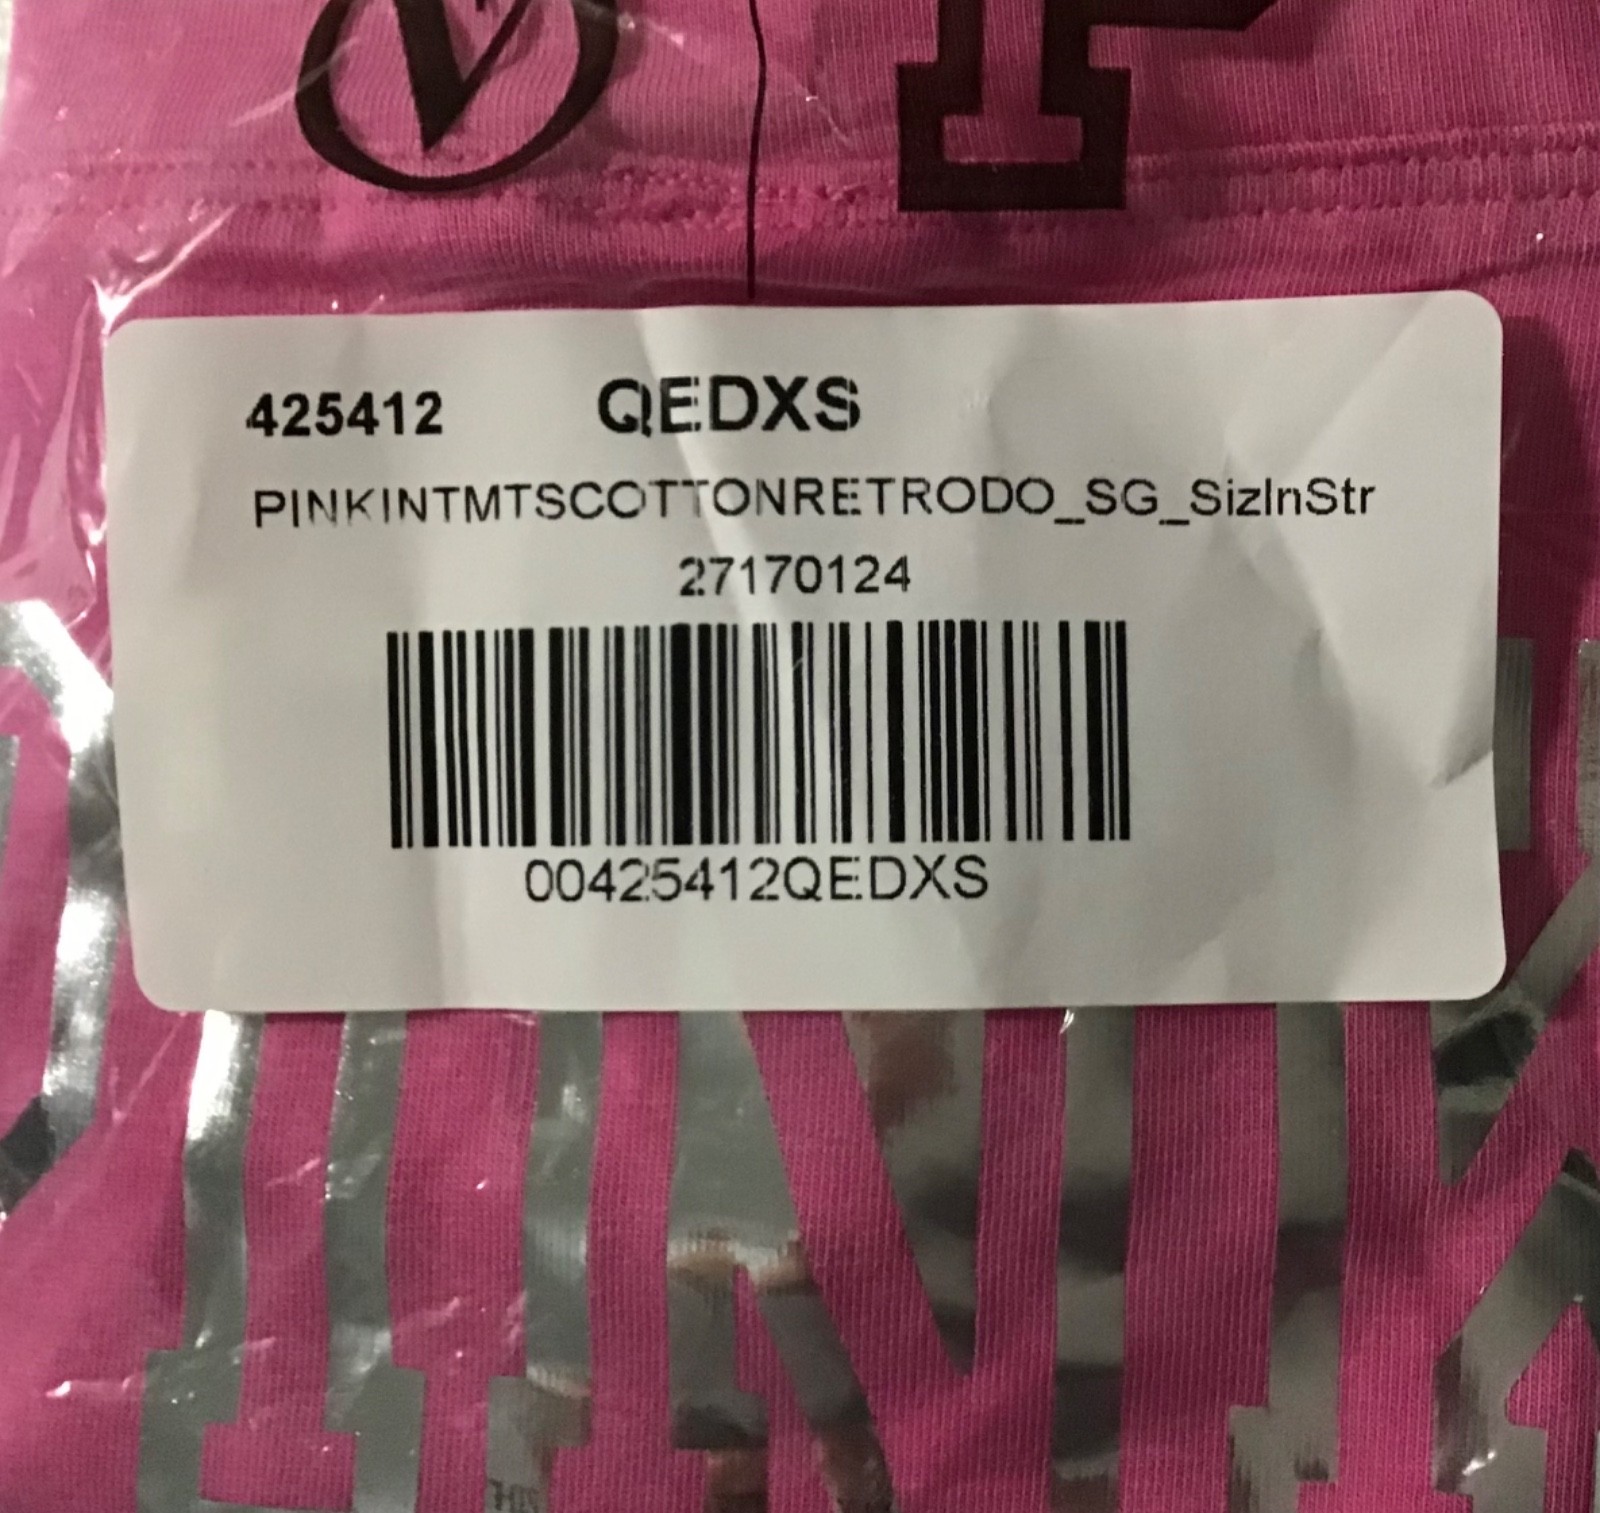 425412 QEDXS
PINKINTMTSCOTTONRETRODO_SG_SizInStr
27170124
00425412QEDXS